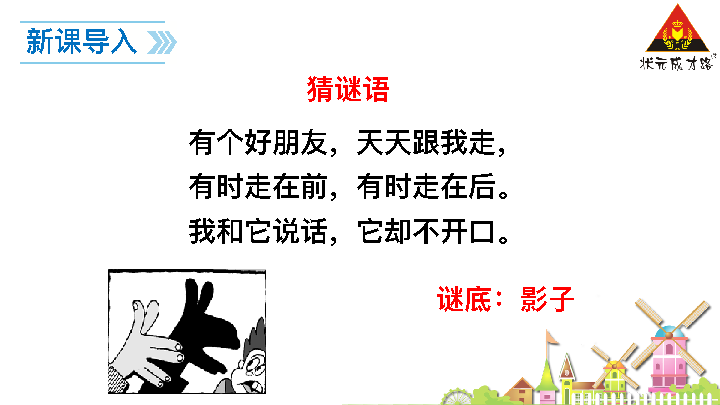 新课导入
状元成才路
猜谜语
有个好朋友，天天跟我走，
有时走在前，有时走在后。
我和它说话，它却不开口。
谜底：影子